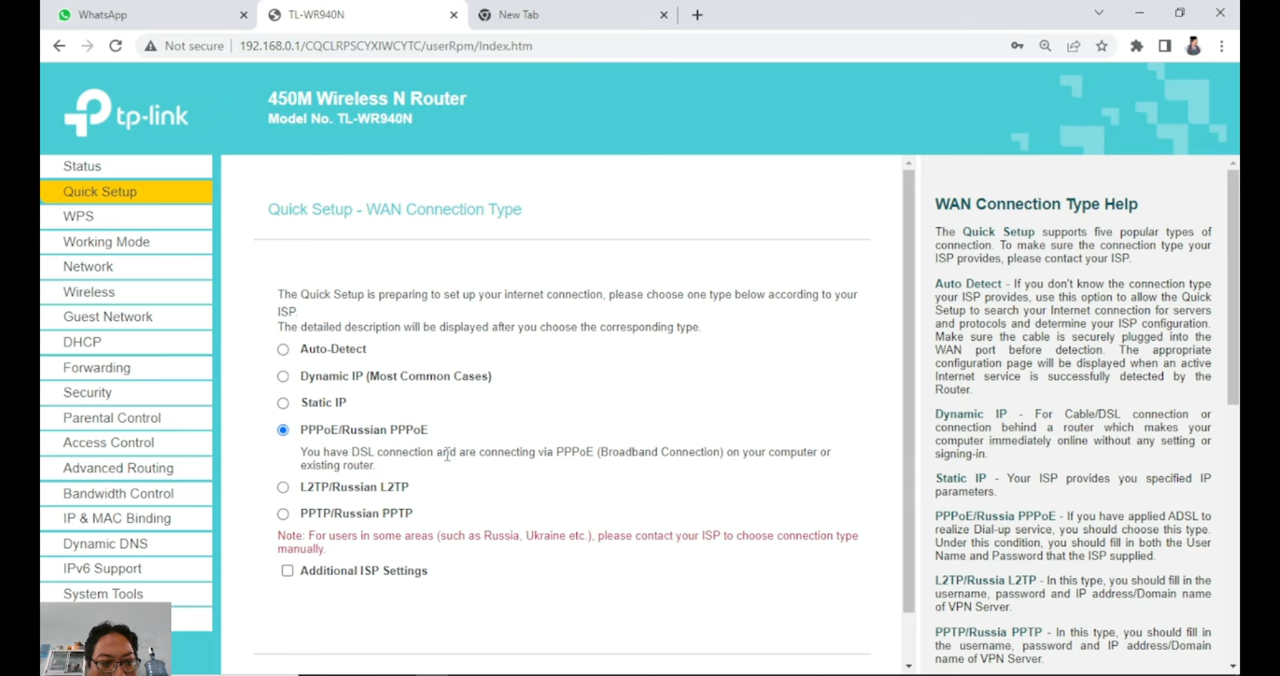 WhatsApp
TL-WR940N
New Tab
Not secure
192.168.0.1/CQCLRPSCYXIWCYTC/userRpm/Index.htm
tp-link
450M Wireless N Router
Model No. TL-WR940N
Status
Quick Setup
WPS
Working Mode
Network
Wireless
Guest Network
DHCP
Forwarding
Security
Parental Control
Access Control
Advanced Routing
Bandwidth Control
IP & MAC Binding
Dynamic DNS
IPv6 Support
System Tools
Quick Setup - WAN Connection Type
The Quick Setup is preparing to set up your internet connection, please choose one type below according to your
ISP.
The detailed description will be displayed after you choose the corresponding type.
Auto-Detect
Dynamic IP (Most Common Cases)
Static IP
PPPoE/Russian PPPoE
You have DSL connection and are connecting via PPPoE (Broadband Connection) on your computer or
existing router.
L2TP/Russian L2TP
PPTP/Russian PPTP
Note: For users in some areas (such as Russia, Ukraine etc.), please contact your ISP to choose connection type
manually.
Additional ISP Settings
WAN Connection Type Help
The Quick Setup supports five popular types of
connection. To make sure the connection type your
ISP provides, please contact your ISP.
Auto Detect - If you don't know the connection type
your ISP provides, use this option to allow the Quick
Setup to search your Internet connection for servers
and protocols and determine your ISP configuration.
Make sure the cable is securely plugged into the
WAN port before detection. The appropriate
configuration page will be displayed when an active
Internet service is successfully detected by the
Router.
Dynamic IP - For Cable/DSL connection or
connection behind a router which makes your
computer immediately online without any setting or
signing-in.
Static IP - Your ISP provides you specified IP
parameters.
PPPoE/Russia PPPoE - If you have applied ADSL to
realize Dial-up service, you should choose this type.
Under this condition, you should fill in both the User
Name and Password that the ISP supplied.
L2TP/Russia L2TP - In this type, you should fill in the
username, password and IP address/Domain name
of VPN Server.
PPTP/Russia PPTP - In this type, you should fill in
the username, password and IP address/Domain
name of VPN Server.